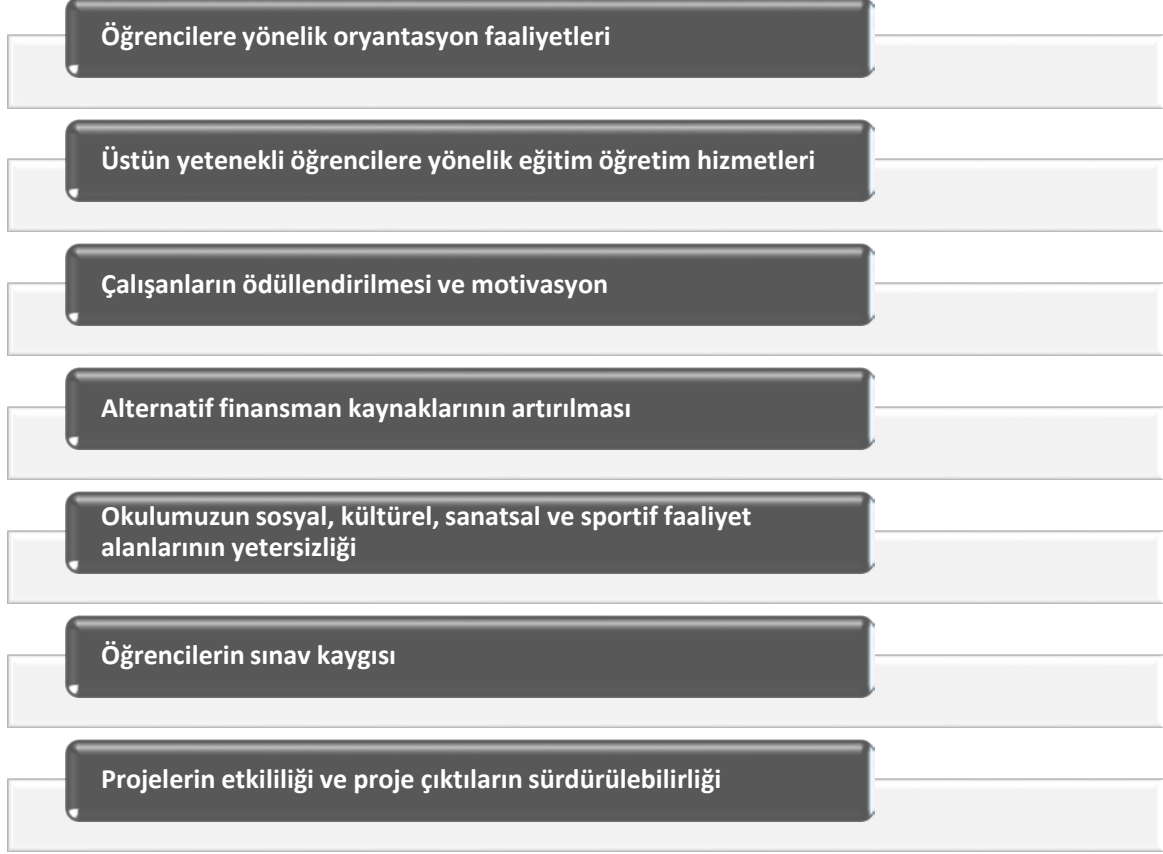 Öğrencilere yönelik oryantasyon faaliyetleri
Üstün yetenekli öğrencilere yönelik eğitim öğretim hizmetleri
Çalışanların ödüllendirilmesi ve motivasyon
Alternatif finansman kaynaklarının artırılması
Okulumuzun sosyal, kültürel, sanatsal ve sportif faaliyet
alanlarının yetersizliği
Öğrencilerin sınav kaygısı
Projelerin etkililiği ve proje çıktıların sürdürülebilirliği